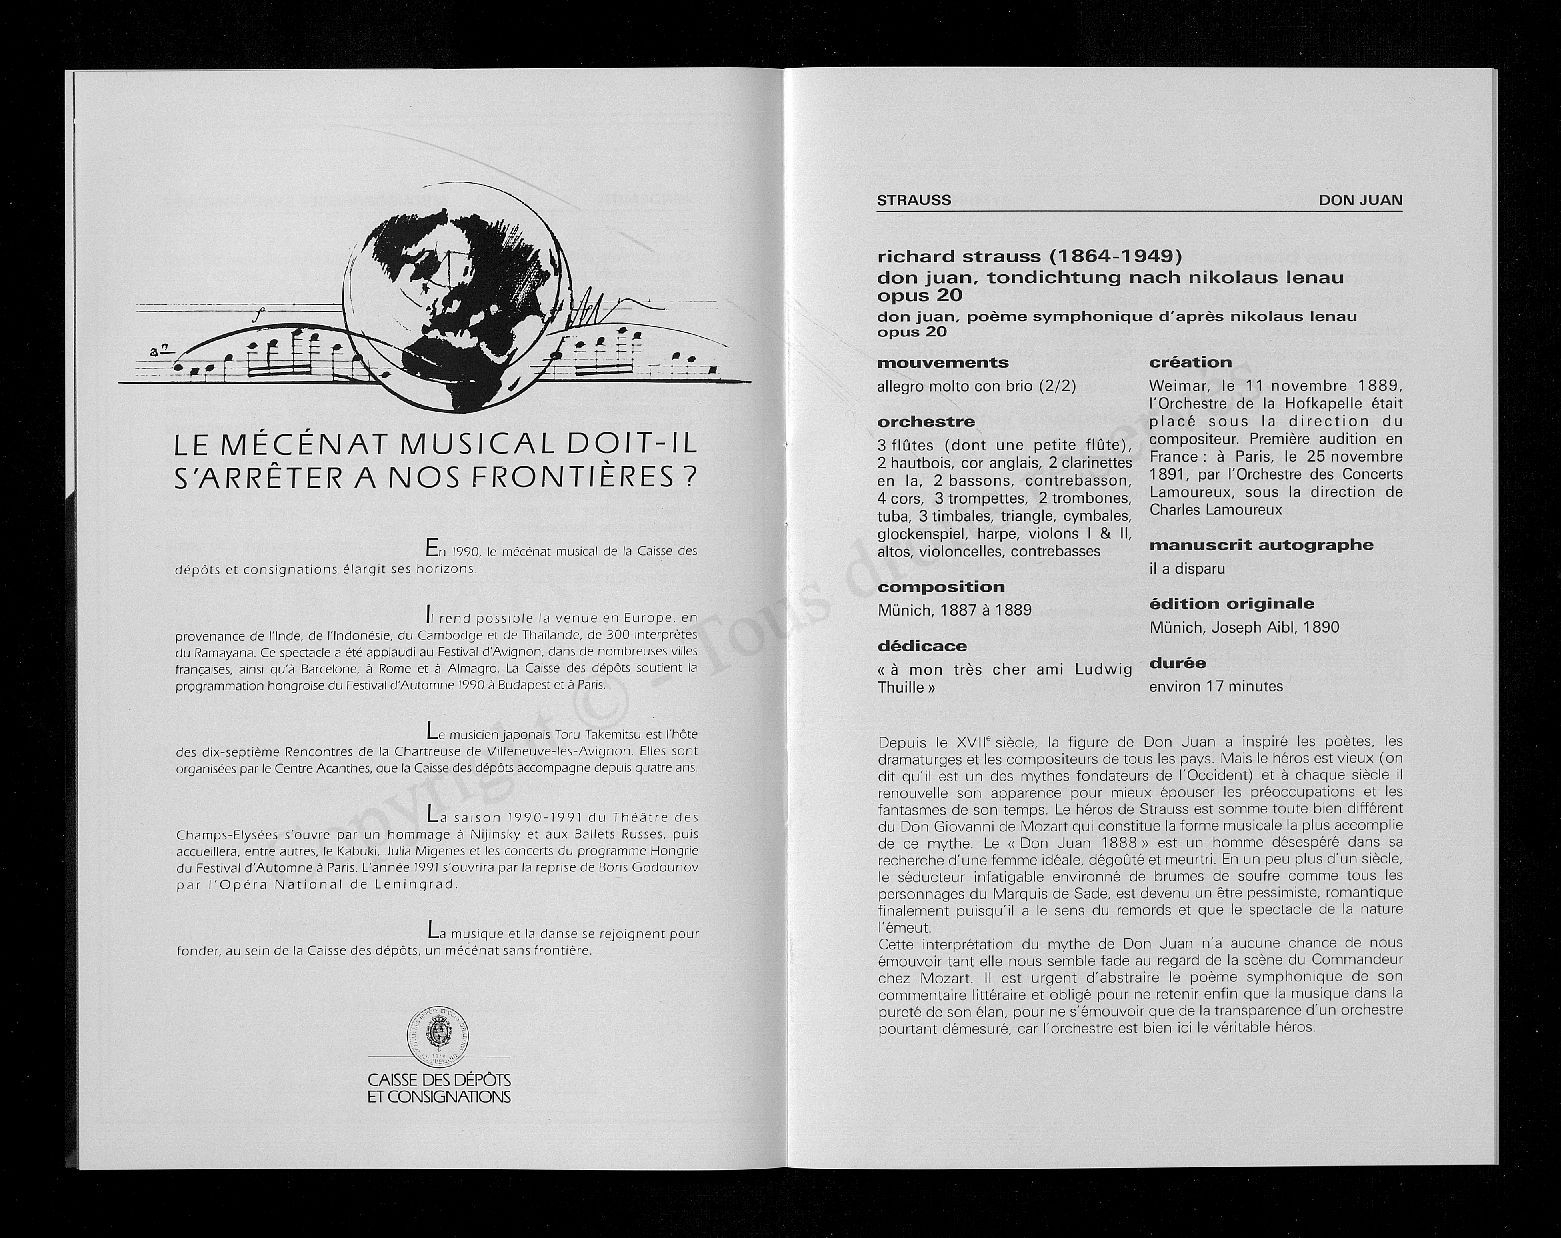 LE MÉCÉNAT MUSICAL DOIT-IL
S'ARRÊTER A NOS FRONTIÈRES ?
En 1990, le mécénat musical de la Caisse des
dépôts et consignations élargit ses horizons.
Il rend possible la venue en Europe, en
provenance de l'Inde, de l'Indonésie, du Cambodge et de Thaïlande, de 300 interprètes
du Ramayana. Ce spectacle a été applaudi au Festival d'Avignon, dans de nombreuses villes
françaises, ainsi qu'à Barcelone, à Rome et à Almagro. La Caisse des dépôts soutient la
programmation hongroise du Festival d'Automne 1990 à Budapest et à Paris.
Le musicien japonais Toru Takemitsu est l'hôte
des dix-septième Rencontres de la Chartreuse de Villeneuve-lès-Avignon. Elles sont
organisées par le Centre Acanthes, que la Caisse des dépôts accompagne depuis quatre ans.
La saison 1990-1991 du Théâtre des
Champs-Elysées s'ouvre par un hommage à Nijinsky et aux Ballets Russes, puis
accueillera, entre autres, le Kabuki, Julia Migenes et les concerts du programme Hongrie
du Festival d'Automne à Paris. L'année 1991 s'ouvrira par la reprise de Boris Godounov
par l'Opéra National de Leningrad.
La musique et la danse se rejoignent pour
fonder, au sein de la Caisse des dépôts, un mécénat sans frontière.
CAISSE DES DÉPÔTS
ET CONSIGNATIONS
STRAUSS DON JUAN
richard strauss (1864-1949)
don juan, tondichtung nach nikolaus lenau
opus 20
don juan, poème symphonique d'après nikolaus lenau
opus 20
mouvements
allegro molto con brio (2/2)
orchestre
3 flûtes (dont une petite flûte),
2 hautbois, cor anglais, 2 clarinettes
en la, 2 bassons, contrebasson,
4 cors, 3 trompettes, 2 trombones,
tuba, 3 timbales, triangle, cymbales,
glockenspiel, harpe, violons I & II,
altos, violoncelles, contrebasses
composition
Münich, 1887 à 1889
dédicace
« à mon très cher ami Ludwig
Thuille »
création
Weimar, le 11 novembre 1889,
l'Orchestre de la Hofkapelle était
placé sous la direction du
compositeur. Première audition en
France : à Paris, le 25 novembre
1891, par l'Orchestre des Concerts
Lamoureux, sous la direction de
Charles Lamoureux
manuscrit autographe
il a disparu
édition originale
Münich, Joseph Aibl, 1890
durée
environ 17 minutes
Depuis le XVIIe siècle, la figure de Don Juan a inspiré les poètes, les
dramaturges et les compositeurs de tous les pays. Mais le héros est vieux (on
dit qu'il est un des mythes fondateurs de l'Occident) et à chaque siècle il
renouvelle son apparence pour mieux épouser les préoccupations et les
fantasmes de son temps. Le héros de Strauss est somme toute bien différent
du Don Giovanni de Mozart qui constitue la forme musicale la plus accomplie
de ce mythe. Le « Don Juan 1888 » est un homme désespéré dans sa
recherche d'une femme idéale, dégoûté et meurtri. En un peu plus d'un siècle,
le séducteur infatigable environné de brumes de soufre comme tous les
personnages du Marquis de Sade, est devenu un être pessimiste, romantique
finalement puisqu'il a le sens du remords et que le spectacle de la nature
l'émeut.
Cette interprétation du mythe de Don Juan n'a aucune chance de nous
émouvoir tant elle nous semble fade au regard de la scène du Commandeur
chez Mozart. Il est urgent d'abstraire le poème symphonique de son
commentaire littéraire et obligé pour ne retenir enfin que la musique dans la
pureté de son élan, pour ne s'émouvoir que de la transparence d'un orchestre
pourtant démesuré, car l'orchestre est bien ici le véritable héros.